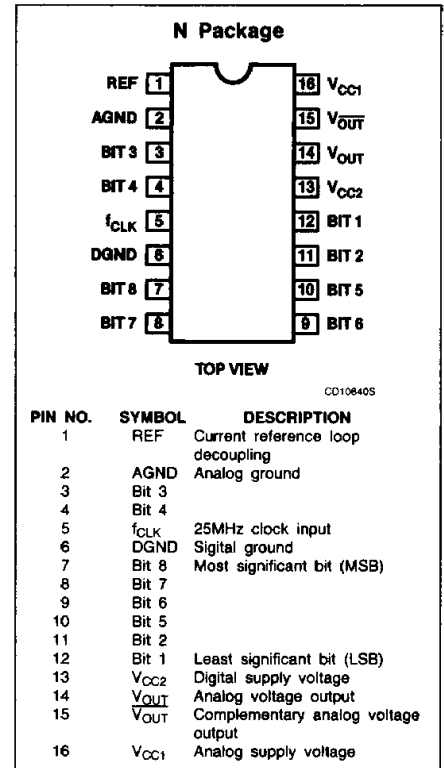 N Package
REF 1 16 VCC1
AGND 2 15 V̅O̅U̅T̅
BIT 3 3 14 VOUT
BIT 4 4 13 VCC2
fCLK 5 12 BIT 1
DGND 6 11 BIT 2
BIT 8 7 10 BIT 5
BIT 7 8 9 BIT 6
TOP VIEW
CD10640S
PIN NO. SYMBOL DESCRIPTION
1 REF Current reference loop
decoupling
2 AGND Analog ground
3 Bit 3
4 Bit 4
5 fCLK 25MHz clock input
6 DGND Sigital ground
7 Bit 8 Most significant bit (MSB)
8 Bit 7
9 Bit 6
10 Bit 5
11 Bit 2
12 Bit 1 Least significant bit (LSB)
13 VCC2 Digital supply voltage
14 VOUT Analog voltage output
15 V̅O̅U̅T̅ Complementary analog voltage
output
16 VCC1 Analog supply voltage